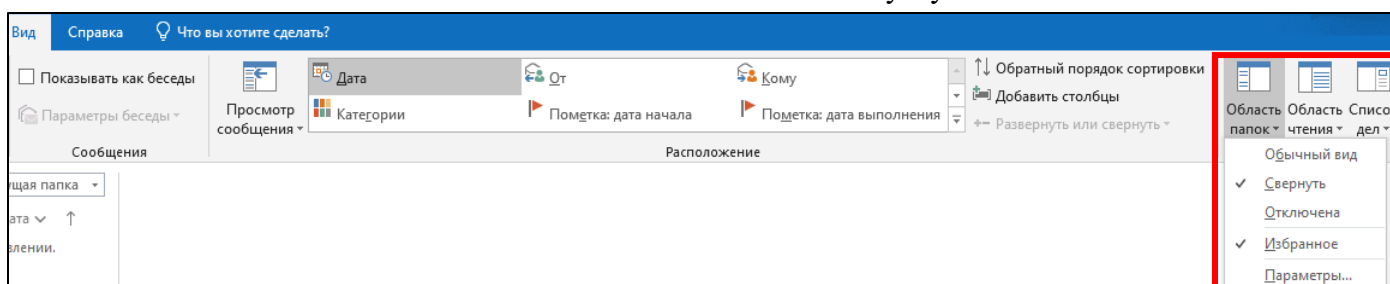 Вид Справка Что вы хотите сделать?
Показывать как беседы
Параметры беседы
Сообщения
Просмотр
сообщения
Дата От Кому
Категории Пометка: дата начала Пометка: дата выполнения
Обратный порядок сортировки
Добавить столбцы
Развернуть или свернуть
Расположение
Область Область Списо
папок чтения дел
Обычный вид
Свернуть
Отключена
Избранное
Параметры...
ущая папка
ата
влении.